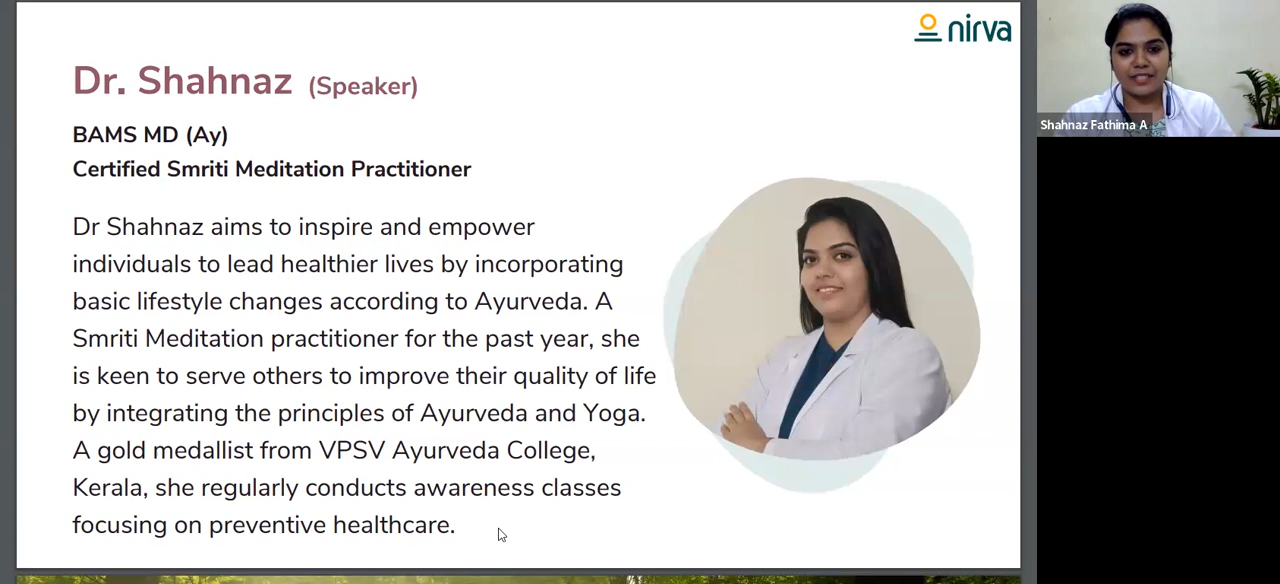 nirva
Dr. Shahnaz (Speaker)
BAMS MD (Ay)
Certified Smriti Meditation Practitioner
Dr Shahnaz aims to inspire and empower
individuals to lead healthier lives by incorporating
basic lifestyle changes according to Ayurveda. A
Smriti Meditation practitioner for the past year, she
is keen to serve others to improve their quality of life
by integrating the principles of Ayurveda and Yoga.
A gold medallist from VPSV Ayurveda College,
Kerala, she regularly conducts awareness classes
focusing on preventive healthcare.
Shahnaz Fathima A